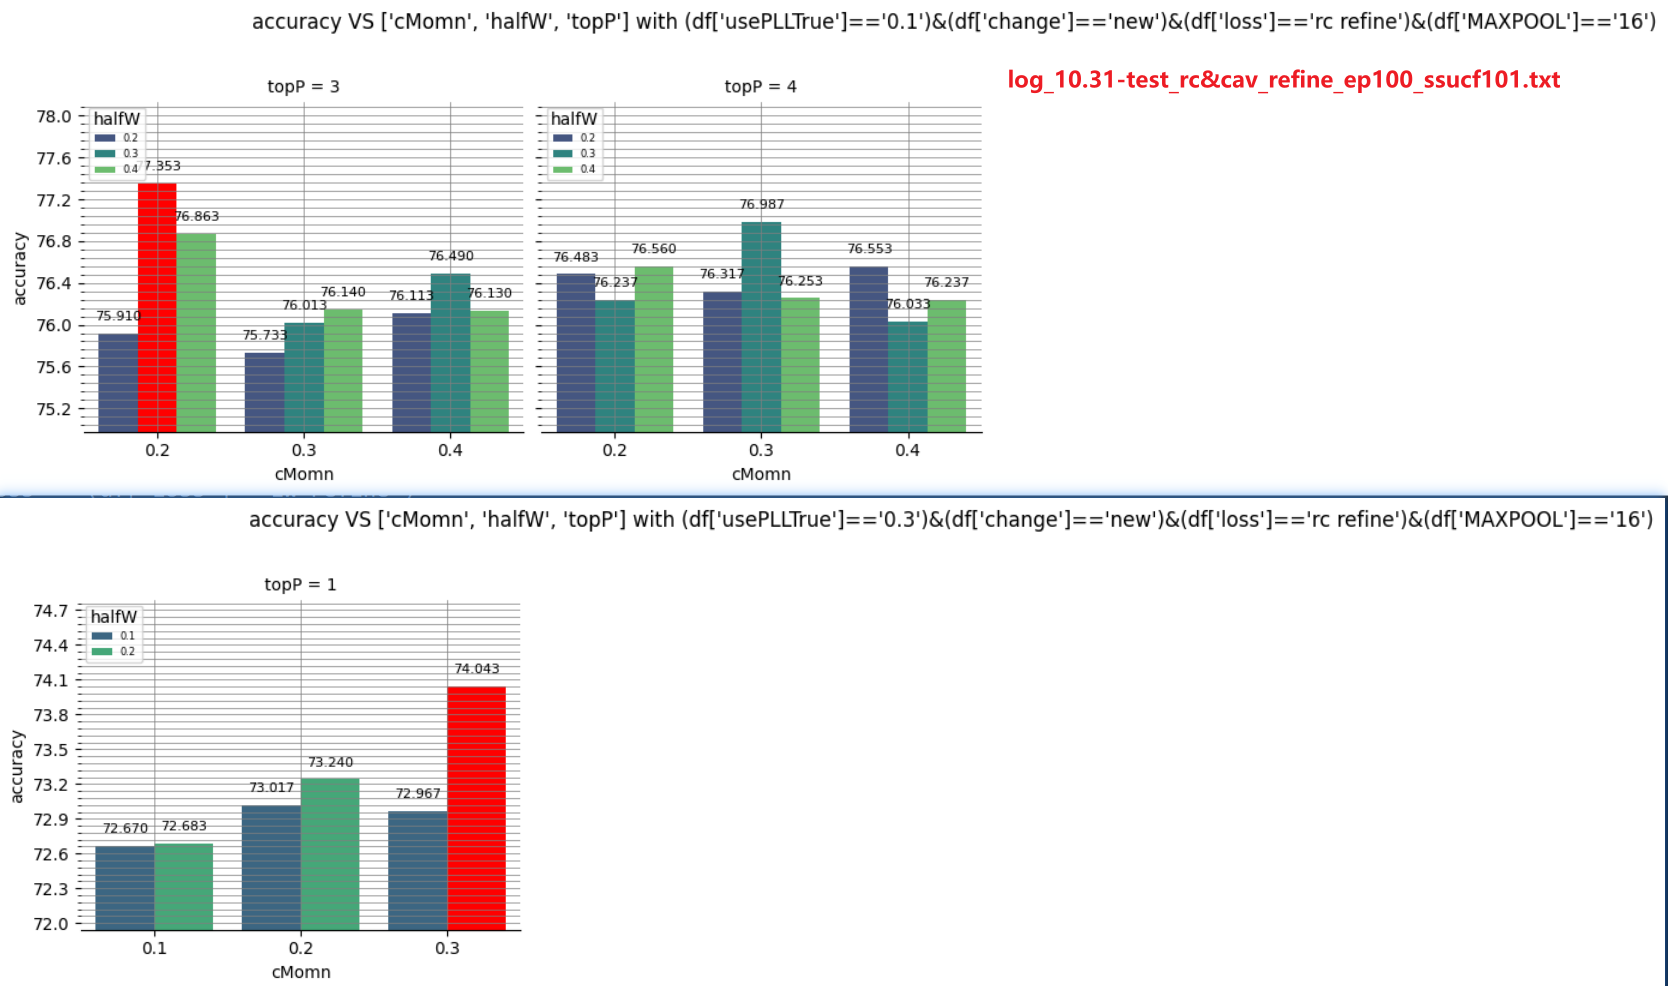 accuracy VS ['cMomn', 'halfW', 'topP'] with (df['usePLLTrue']=='0.1')&(df['change']=='new')&(df['loss']=='rc refine')&(df['MAXPOOL']=='16')
log_10.31-test_rc&cav_refine_ep100_ssucf101.txt
topP = 3
halfW
0.2
0.3
0.4
accuracy
78.0
77.6
77.2
76.8
76.4
76.0
75.6
75.2
75.910
7.353
76.863
75.733
76.013
76.140
76.113
76.490
76.130
0.2 0.3 0.4
cMomn
topP = 4
halfW
0.2
0.3
0.4
76.483
76.237
76.560
76.317
76.987
76.253
76.553
76.033
76.237
0.2 0.3 0.4
cMomn
accuracy VS ['cMomn', 'halfW', 'topP'] with (df['usePLLTrue']=='0.3')&(df['change']=='new')&(df['loss']=='rc refine')&(df['MAXPOOL']=='16')
topP = 1
halfW
0.1
0.2
accuracy
74.7
74.4
74.1
73.8
73.5
73.2
72.9
72.6
72.3
72.0
72.670
72.683
73.017
73.240
72.967
74.043
0.1 0.2 0.3
cMomn